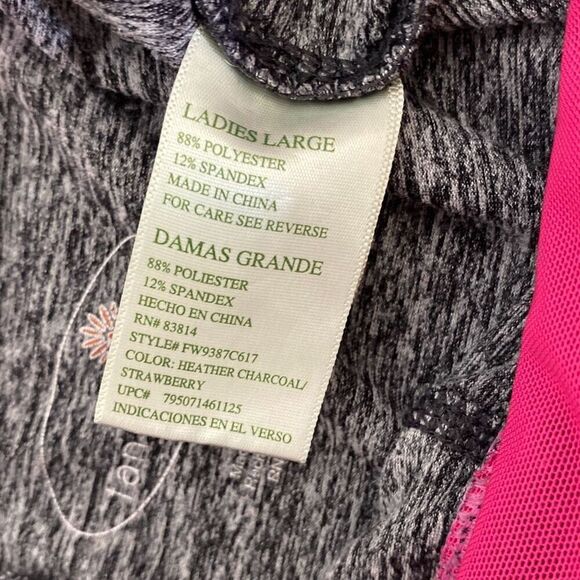 LADIES LARGE
88% POLYESTER
12% SPANDEX
MADE IN CHINA
FOR CARE SEE REVERSE
DAMAS GRANDE
88% POLIESTER
12% SPANDEX
HECHO EN CHINA
RN# 83814
STYLE# FW9387C617
COLOR: HEATHER CHARCOAL/
STRAWBERRY
UPC# 795071461125
INDICACIONES EN EL VERSO